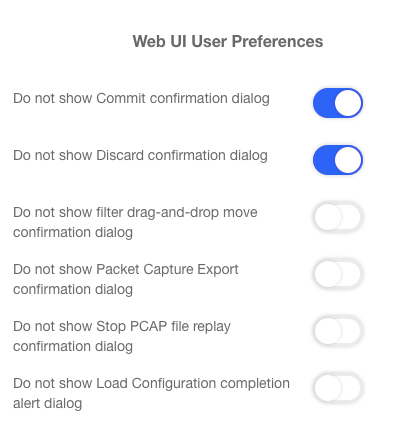 Web UI User Preferences
Do not show Commit confirmation dialog
Do not show Discard confirmation dialog
Do not show filter drag-and-drop move
confirmation dialog
Do not show Packet Capture Export
confirmation dialog
Do not show Stop PCAP file replay
confirmation dialog
Do not show Load Configuration completion
alert dialog